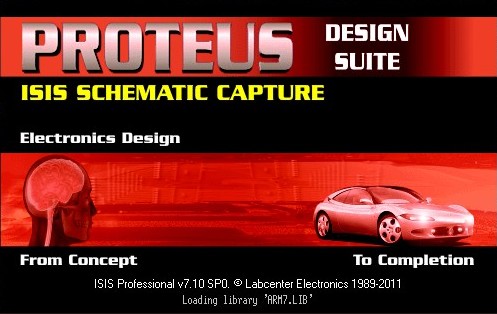 PROTEUS DESIGN SUITE
ISIS SCHEMATIC CAPTURE
Electronics Design
From Concept To Completion
ISIS Professional v7.10 SP0. © Labcenter Electronics 1989-2011
Loading library 'ARM7.LIB'